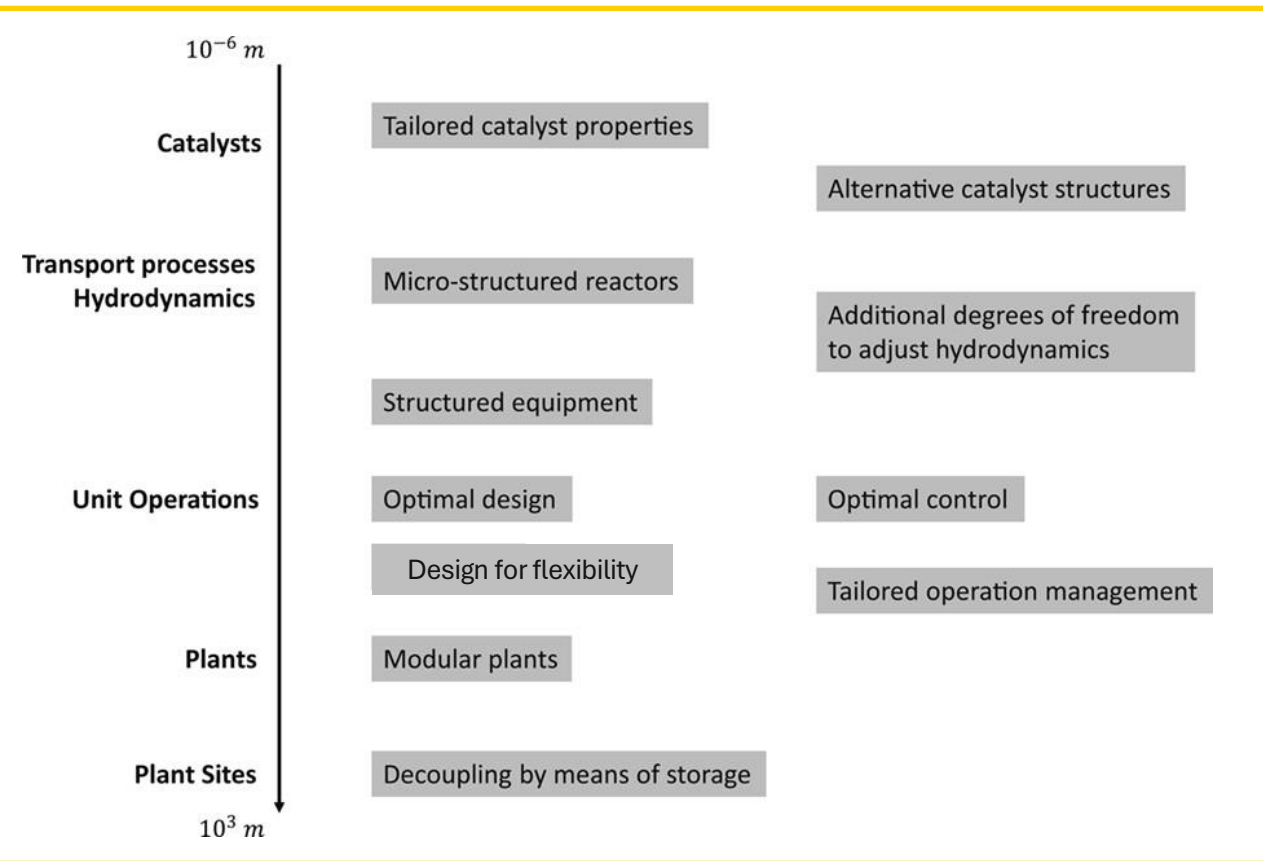 10⁻⁶ m
Catalysts
Tailored catalyst properties
Alternative catalyst structures
Transport processes
Hydrodynamics
Micro-structured reactors
Additional degrees of freedom
to adjust hydrodynamics
Structured equipment
Unit Operations
Optimal design
Optimal control
Design for flexibility
Tailored operation management
Plants
Modular plants
Plant Sites
Decoupling by means of storage
10³ m